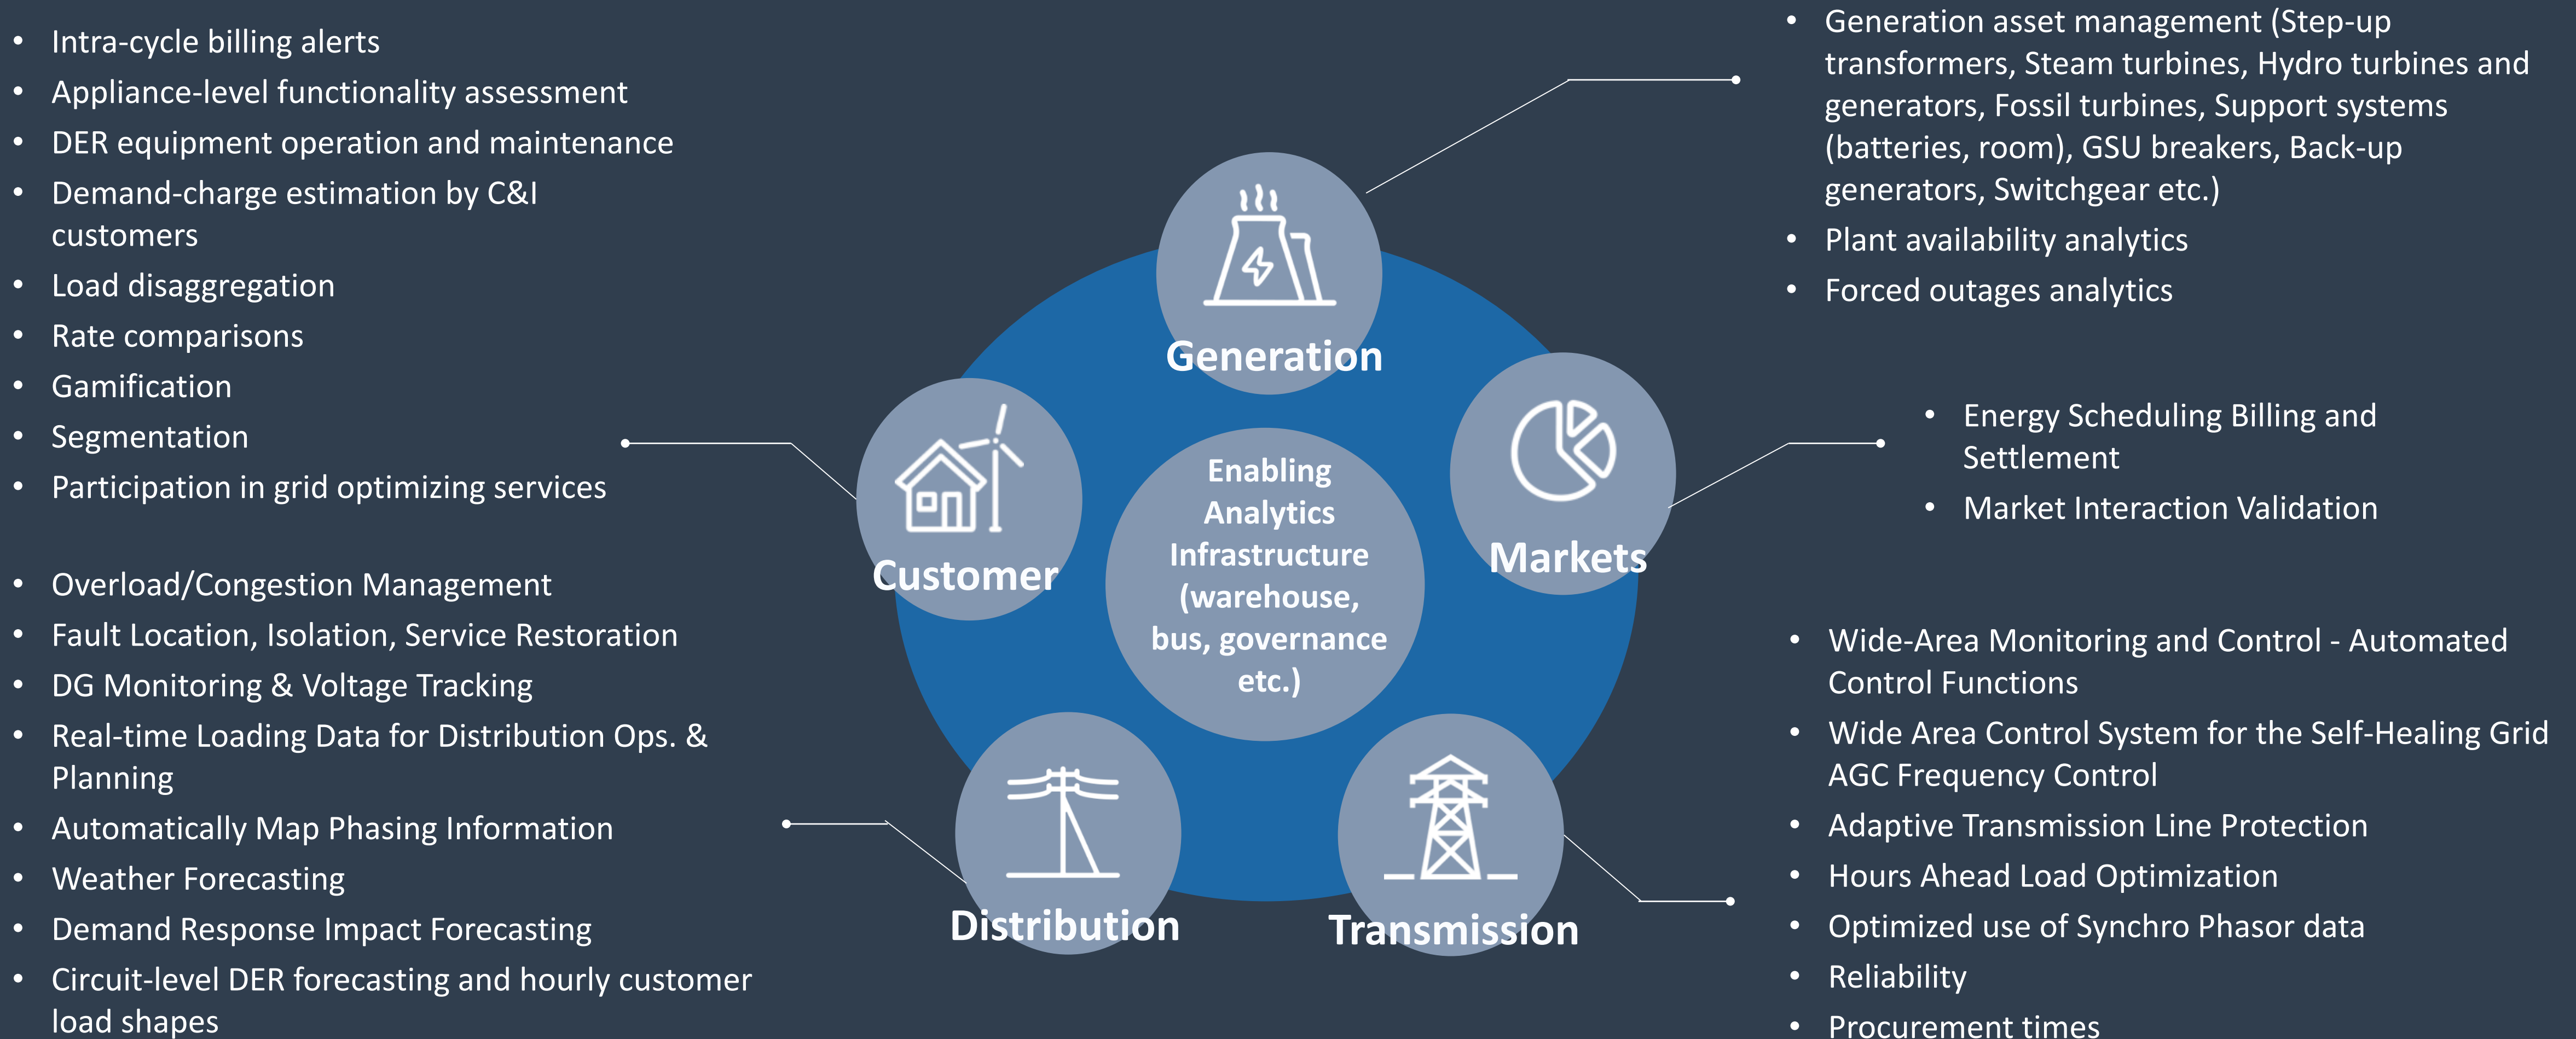 • Intra-cycle billing alerts
• Appliance-level functionality assessment
• DER equipment operation and maintenance
• Demand-charge estimation by C&I
customers
• Load disaggregation
• Rate comparisons
• Gamification
• Segmentation
• Participation in grid optimizing services
• Overload/Congestion Management
• Fault Location, Isolation, Service Restoration
• DG Monitoring & Voltage Tracking
• Real-time Loading Data for Distribution Ops. &
Planning
• Automatically Map Phasing Information
• Weather Forecasting
• Demand Response Impact Forecasting
• Circuit-level DER forecasting and hourly customer
load shapes
Generation
Customer
Markets
Enabling
Analytics
Infrastructure
(warehouse,
bus, governance
etc.)
Distribution
Transmission
• Generation asset management (Step-up
transformers, Steam turbines, Hydro turbines and
generators, Fossil turbines, Support systems
(batteries, room), GSU breakers, Back-up
generators, Switchgear etc.)
• Plant availability analytics
• Forced outages analytics
• Energy Scheduling Billing and
Settlement
• Market Interaction Validation
• Wide-Area Monitoring and Control - Automated
Control Functions
• Wide Area Control System for the Self-Healing Grid
AGC Frequency Control
• Adaptive Transmission Line Protection
• Hours Ahead Load Optimization
• Optimized use of Synchro Phasor data
• Reliability
• Procurement times